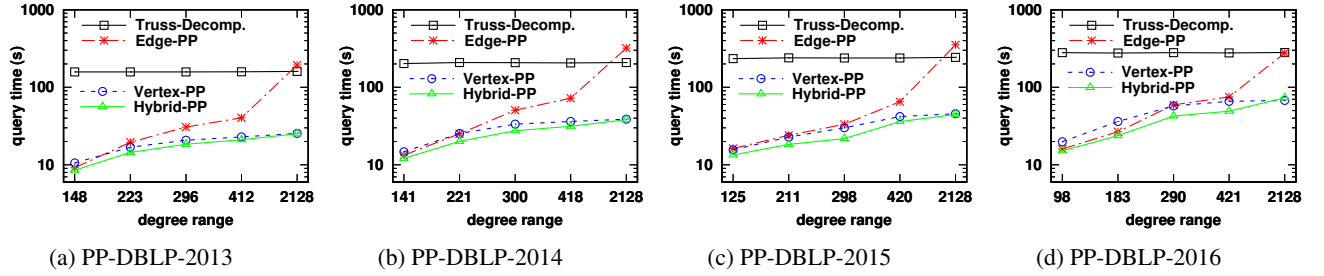 1000
100
10
query time (s)
Truss-Decomp.
Edge-PP
Vertex-PP
Hybrid-PP
148 223 296 412 2128
degree range
(a) PP-DBLP-2013
1000
100
10
query time (s)
Truss-Decomp.
Edge-PP
Vertex-PP
Hybrid-PP
141 221 300 418 2128
degree range
(b) PP-DBLP-2014
1000
100
10
query time (s)
Truss-Decomp.
Edge-PP
Vertex-PP
Hybrid-PP
125 211 298 420 2128
degree range
(c) PP-DBLP-2015
1000
100
10
query time (s)
Truss-Decomp.
Edge-PP
Vertex-PP
Hybrid-PP
98 183 290 421 2128
degree range
(d) PP-DBLP-2016